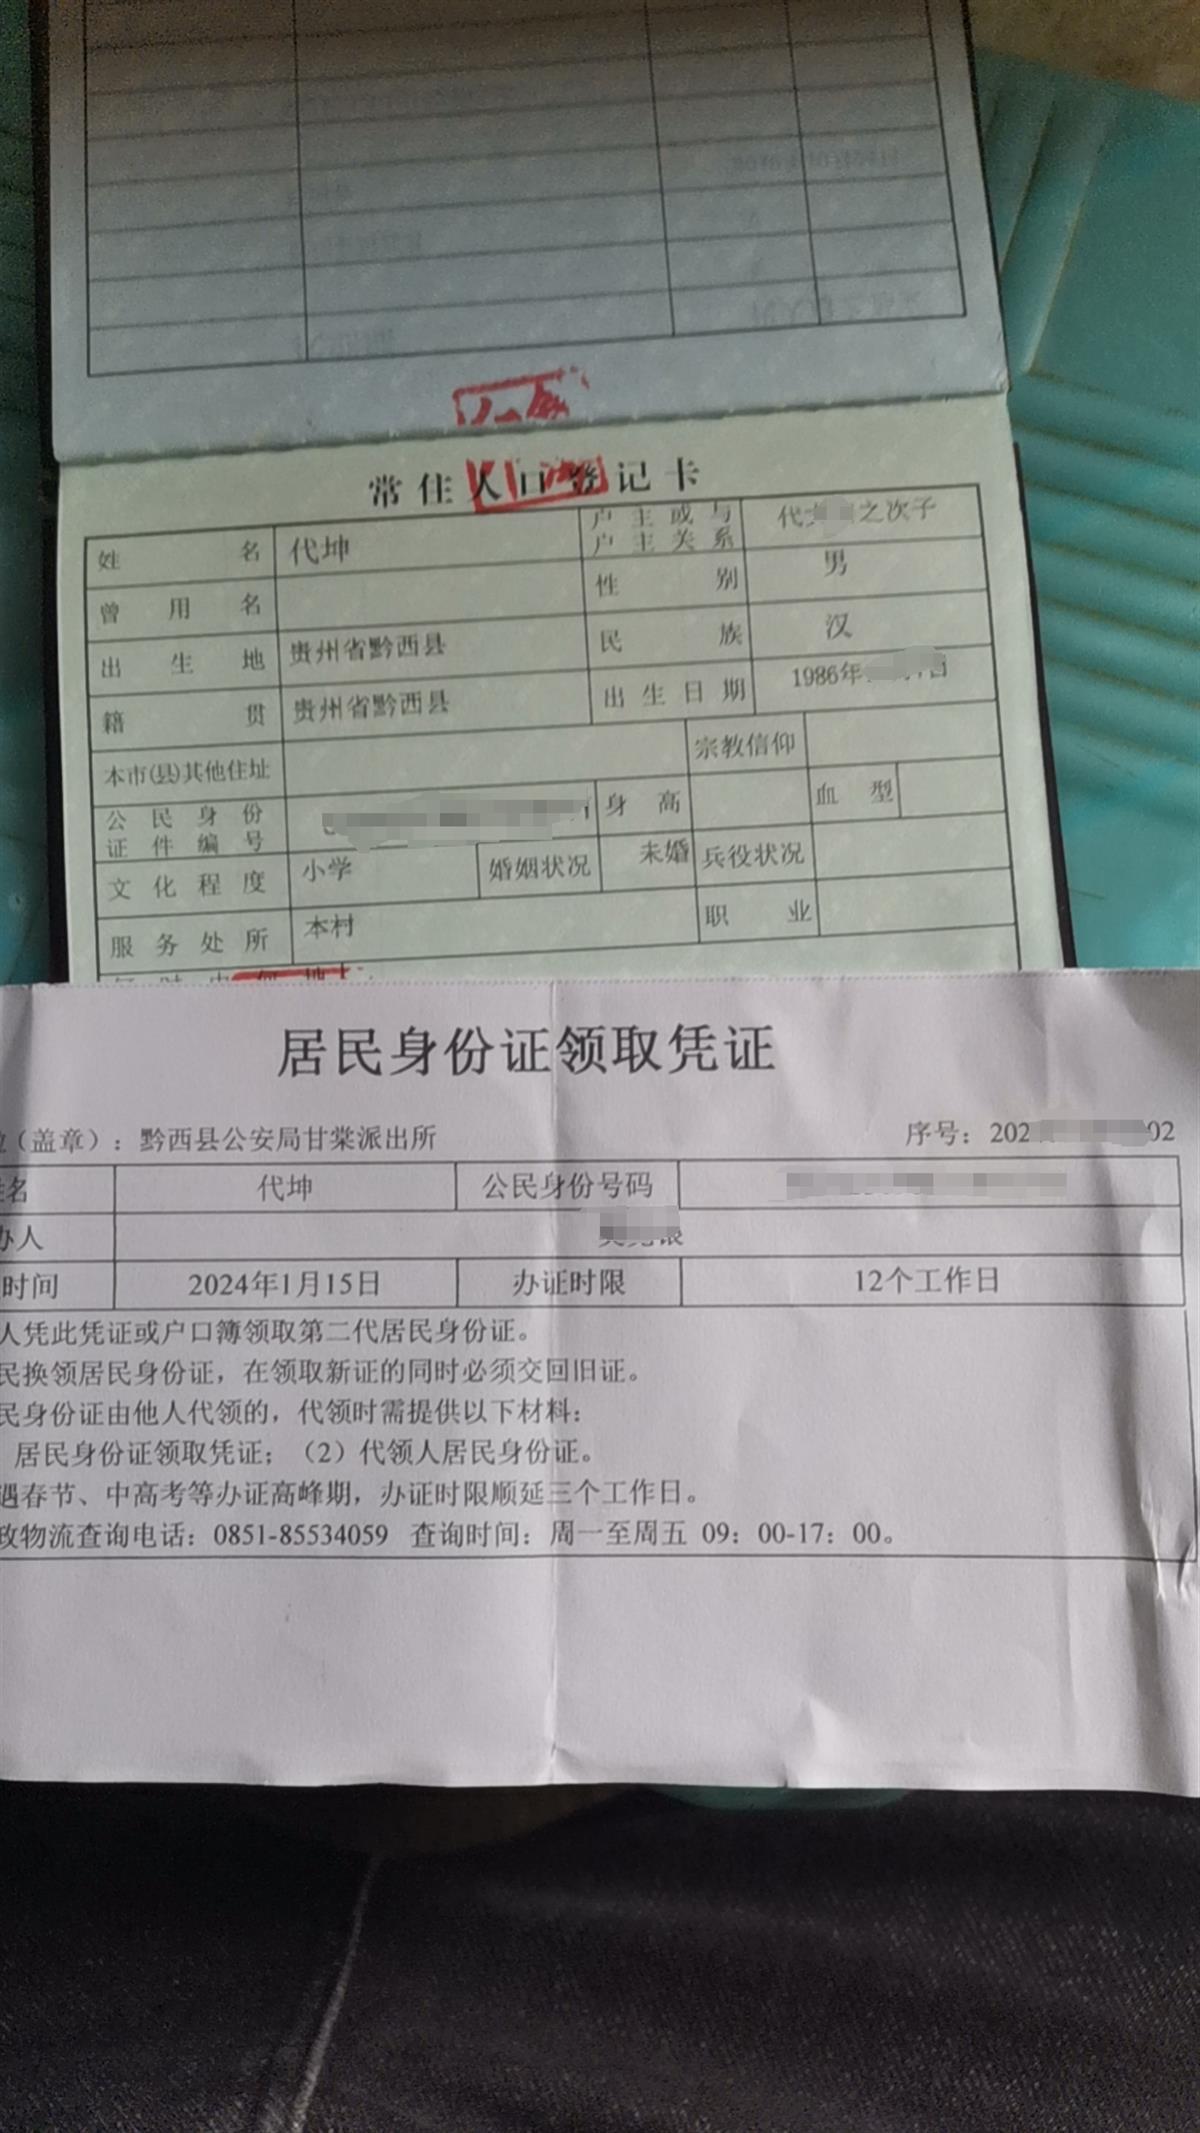 常住人口登记卡
姓名 代坤 户主或与户主关系 代 之次子
曾用名 性别 男
出生地 贵州省黔西县 民族 汉
籍贯 贵州省黔西县 出生日期 1986年 日
本市(县)其他住址 宗教信仰
公民身份证件编号 身高 血型
文化程度 小学 婚姻状况 未婚 兵役状况
服务处所 本村 职业
居民身份证领取凭证
(盖章):黔西县公安局甘棠派出所 序号:202 02
名 代坤 公民身份号码
办人
时间 2024年1月15日 办证时限 12个工作日
人凭此凭证或户口簿领取第二代居民身份证。
民换领居民身份证,在领取新证的同时必须交回旧证。
民身份证由他人代领的,代领时需提供以下材料:
居民身份证领取凭证;(2)代领人居民身份证。
遇春节、中高考等办证高峰期,办证时限顺延三个工作日。
政物流查询电话:0851-85534059 查询时间:周一至周五 09:00-17:00。